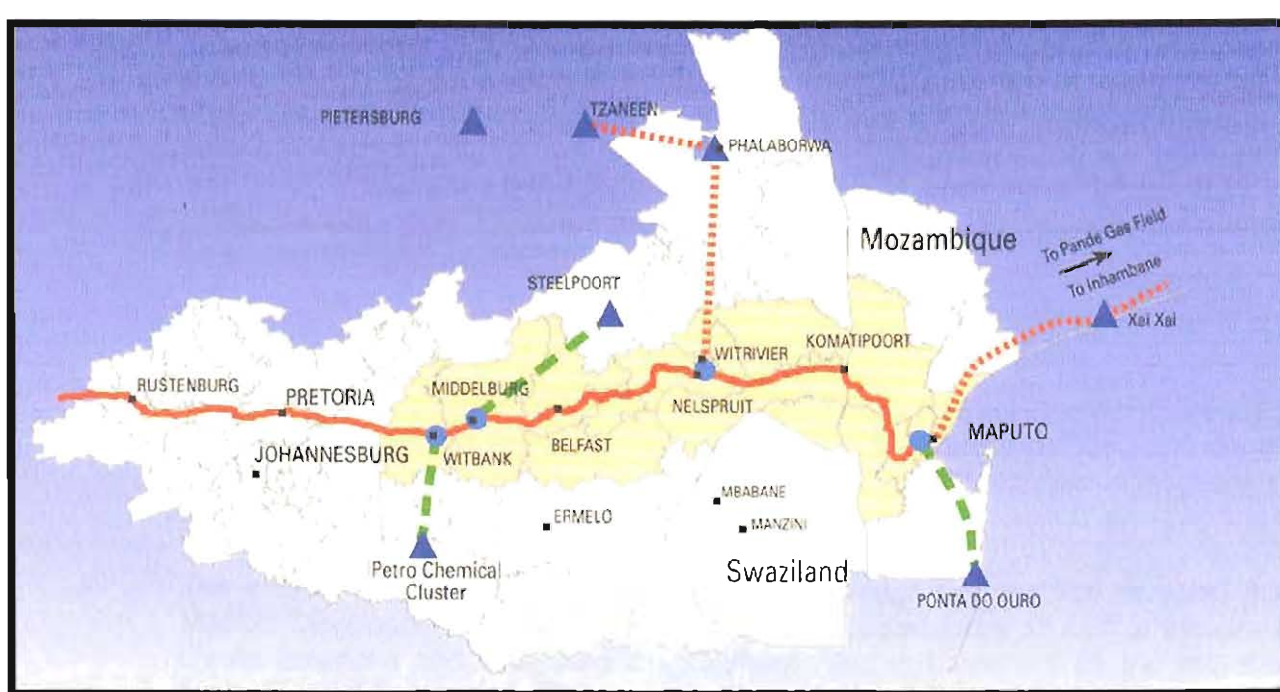 PIETERSBURG
TZANEEN
PHALABORWA
Mozambique
To Pande Gas Field
To Inhambane
Xai Xai
STEELPOORT
WITRIVIER
KOMATIPOORT
RUSTENBURG
PRETORIA
MIDDELBURG
NELSPRUIT
MAPUTO
JOHANNESBURG
WITBANK
BELFAST
MBABANE
ERMELO
MANZINI
Petro Chemical
Cluster
Swaziland
PONTA DO OURO